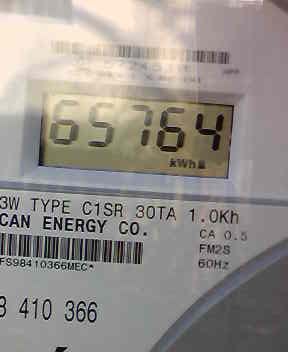 65764
kWh
3W TYPE C1SR 30TA 1.0Kh
CAN ENERGY CO.
CA 0.5
FM2S
FS98410366MEC*
60Hz
8 410 366